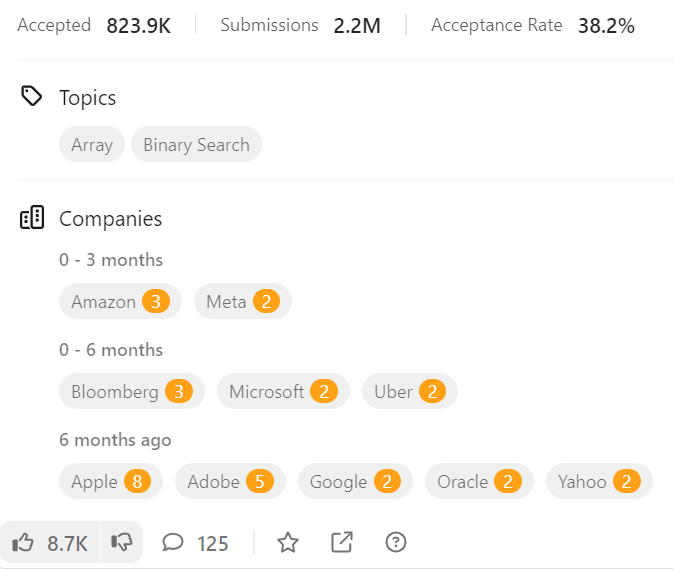 Accepted 823.9K Submissions 2.2M Acceptance Rate 38.2%
Topics
Array Binary Search
Companies
0 - 3 months
Amazon 3 Meta 2
0 - 6 months
Bloomberg 3 Microsoft 2 Uber 2
6 months ago
Apple 8 Adobe 5 Google 2 Oracle 2 Yahoo 2
8.7K 125